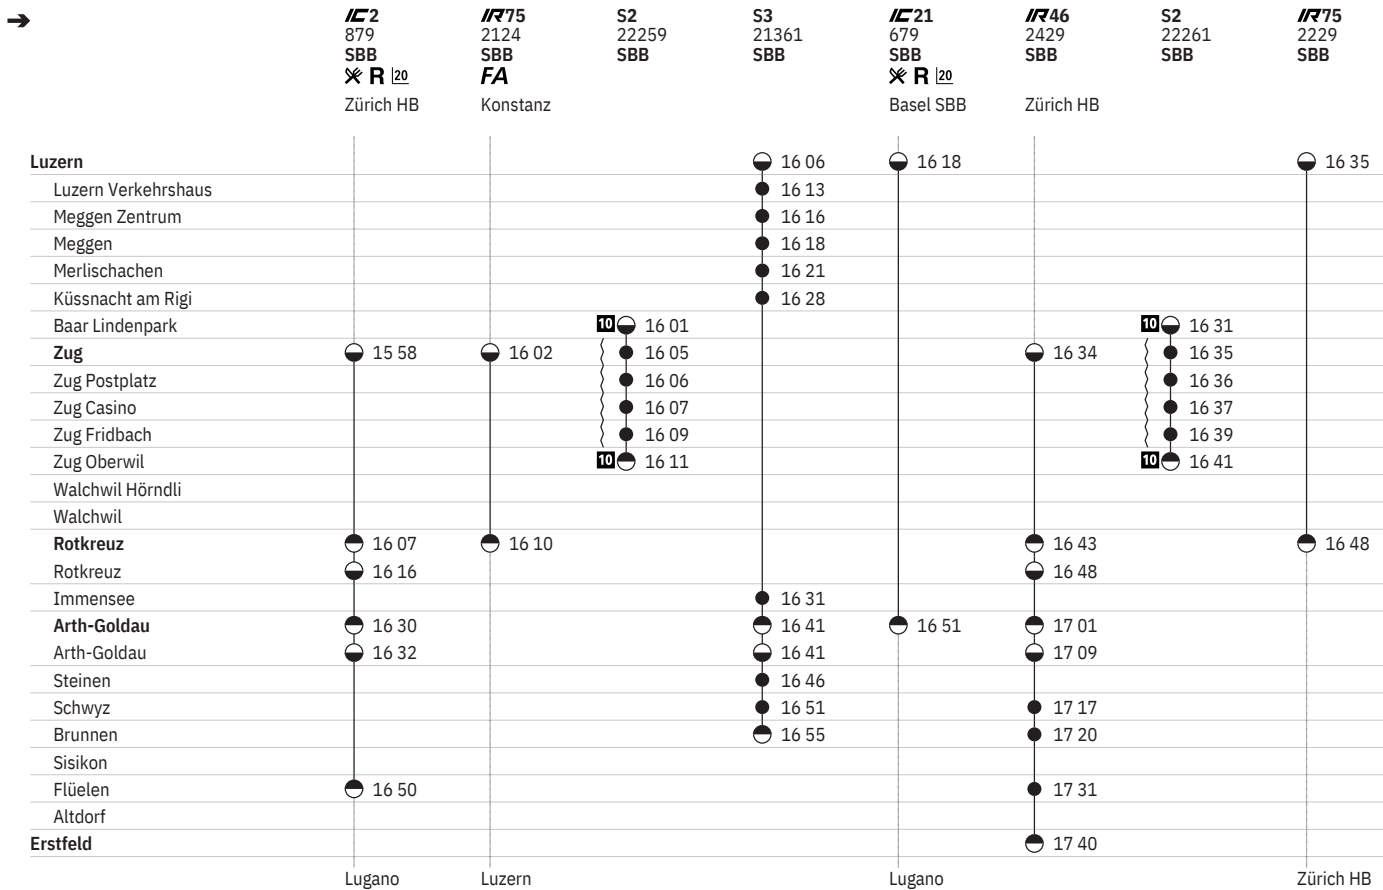 ➔ IC2 IR75 S2 S3 IC21 IR46 S2 IR75
879 2124 22259 21361 679 2429 22261 2229
SBB SBB SBB SBB SBB SBB SBB SBB
R 20 FA R 20
Zürich HB Konstanz Basel SBB Zürich HB
Luzern 16 06 16 18 16 35
Luzern Verkehrshaus 16 13
Meggen Zentrum 16 16
Meggen 16 18
Merlischachen 16 21
Küssnacht am Rigi 16 28
Baar Lindenpark 10 16 01 10 16 31
Zug 15 58 16 02 16 05 16 34 16 35
Zug Postplatz 16 06 16 36
Zug Casino 16 07 16 37
Zug Fridbach 16 09 16 39
Zug Oberwil 10 16 11 10 16 41
Walchwil Hörndli
Walchwil
Rotkreuz 16 07 16 10 16 43 16 48
Rotkreuz 16 16 16 48
Immensee 16 31
Arth-Goldau 16 30 16 41 16 51 17 01
Arth-Goldau 16 32 16 41 17 09
Steinen 16 46
Schwyz 16 51 17 17
Brunnen 16 55 17 20
Sisikon
Flüelen 16 50 17 31
Altdorf
Erstfeld 17 40
Lugano Luzern Lugano Zürich HB